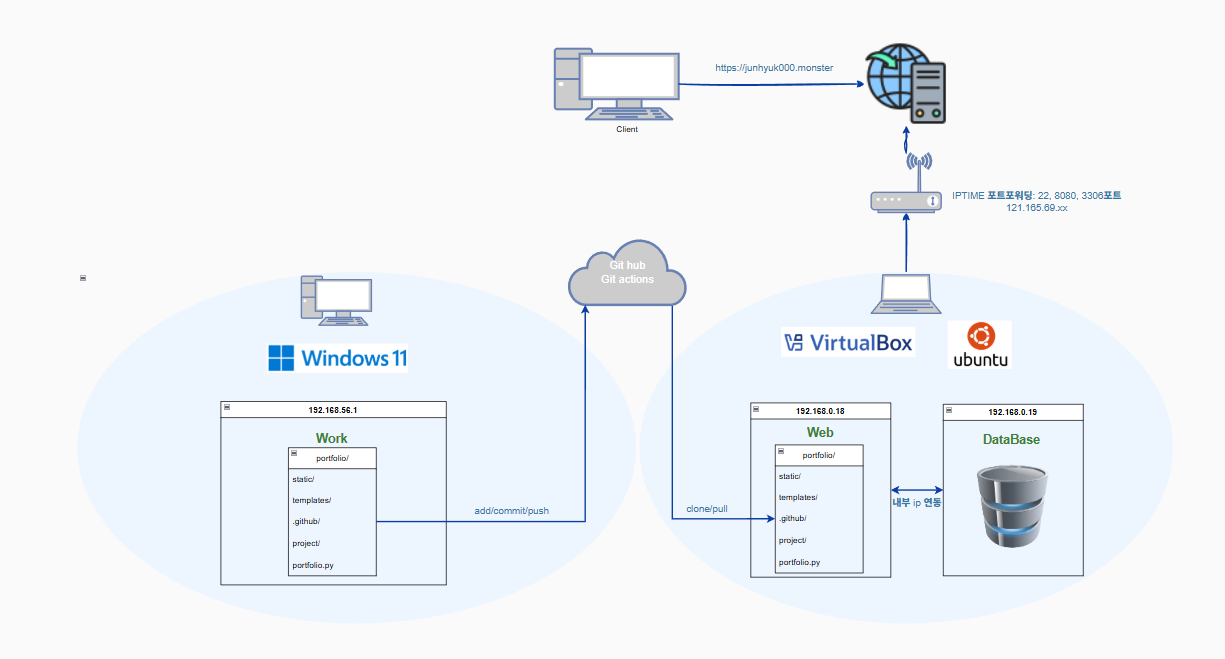 https://junhyuk000.monster
Client
IPTIME 포트포워딩: 22, 8080, 3306포트
121.165.69.xx
Git hub
Git actions
Windows 11
VirtualBox
ubuntu
192.168.56.1
Work
portfolio/
static/
templates/
.github/
project/
portfolio.py
add/commit/push
clone/pull
192.168.0.18
Web
portfolio/
static/
templates/
.github/
project/
portfolio.py
내부 ip 연동
192.168.0.19
DataBase